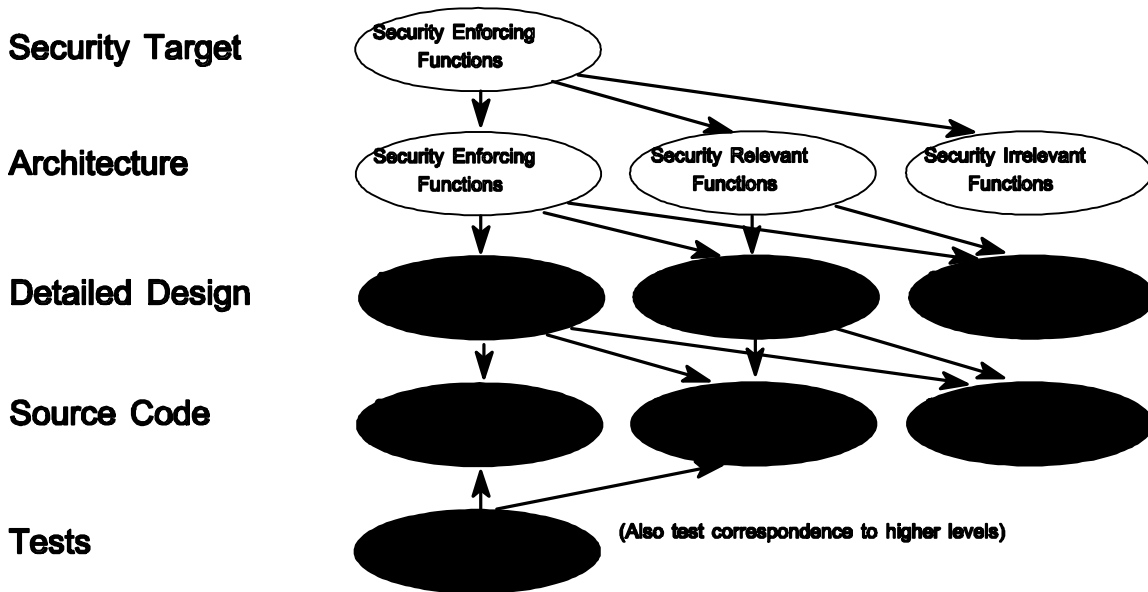 Security Target
Security Enforcing
Functions
Architecture
Security Enforcing
Functions
Security Relevant
Functions
Security Irrelevant
Functions
Detailed Design
Source Code
Tests
(Also test correspondence to higher levels)